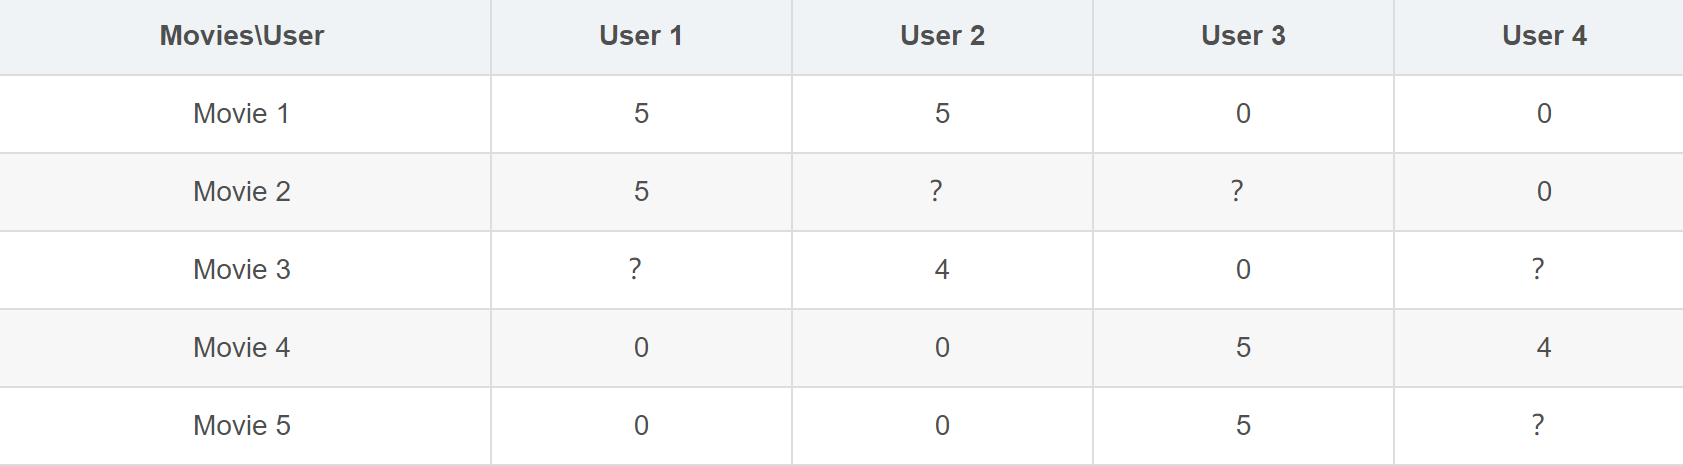 Movies\User User 1 User 2 User 3 User 4
Movie 1 5 5 0 0
Movie 2 5 ? ? 0
Movie 3 ? 4 0 ?
Movie 4 0 0 5 4
Movie 5 0 0 5 ?